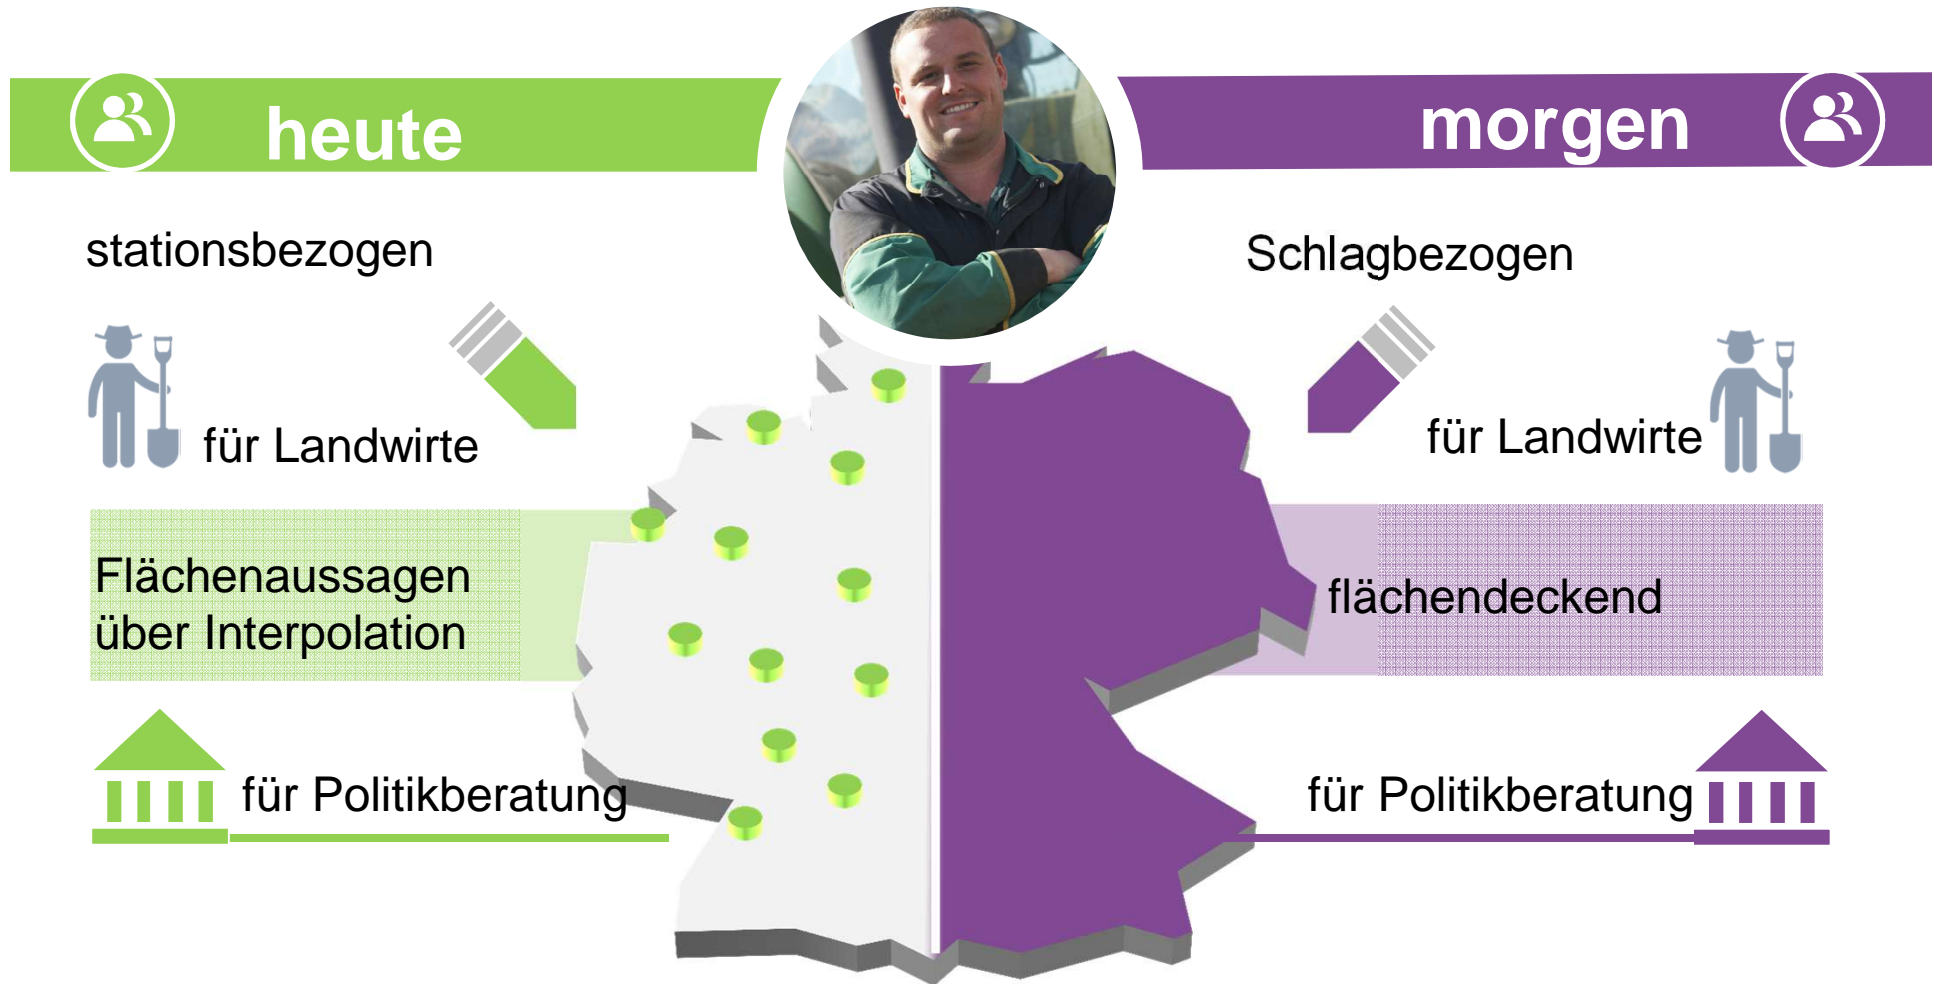 heute
morgen
stationsbezogen
Schlagbezogen
für Landwirte
für Landwirte
Flächenaussagen
über Interpolation
flächendeckend
für Politikberatung
für Politikberatung